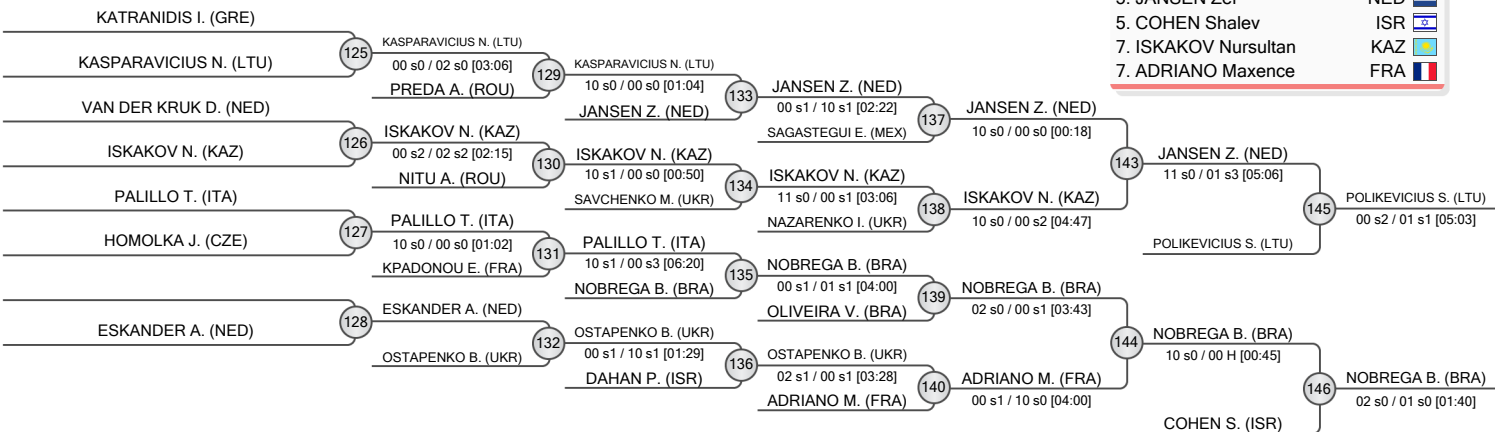 5. JANSEN Zef NED
5. COHEN Shalev ISR
7. ISKAKOV Nursultan KAZ
7. ADRIANO Maxence FRA
KATRANIDIS I. (GRE)
KASPARAVICIUS N. (LTU)
VAN DER KRUK D. (NED)
ISKAKOV N. (KAZ)
PALILLO T. (ITA)
HOMOLKA J. (CZE)
ESKANDER A. (NED)
125
126
127
128
KASPARAVICIUS N. (LTU)
00 s0 / 02 s0 [03:06]
PREDA A. (ROU)
ISKAKOV N. (KAZ)
00 s2 / 02 s2 [02:15]
NITU A. (ROU)
PALILLO T. (ITA)
10 s0 / 00 s0 [01:02]
KPADONOU E. (FRA)
ESKANDER A. (NED)
OSTAPENKO B. (UKR)
129
130
131
132
KASPARAVICIUS N. (LTU)
10 s0 / 00 s0 [01:04]
JANSEN Z. (NED)
ISKAKOV N. (KAZ)
10 s1 / 00 s0 [00:50]
SAVCHENKO M. (UKR)
PALILLO T. (ITA)
10 s1 / 00 s3 [06:20]
NOBREGA B. (BRA)
OSTAPENKO B. (UKR)
00 s1 / 10 s1 [01:29]
DAHAN P. (ISR)
133
134
135
136
JANSEN Z. (NED)
00 s1 / 10 s1 [02:22]
SAGASTEGUI E. (MEX)
ISKAKOV N. (KAZ)
11 s0 / 00 s1 [03:06]
NAZARENKO I. (UKR)
NOBREGA B. (BRA)
00 s1 / 01 s1 [04:00]
OLIVEIRA V. (BRA)
OSTAPENKO B. (UKR)
02 s1 / 00 s1 [03:28]
ADRIANO M. (FRA)
137
138
139
140
JANSEN Z. (NED)
10 s0 / 00 s0 [00:18]
ISKAKOV N. (KAZ)
10 s0 / 00 s2 [04:47]
NOBREGA B. (BRA)
02 s0 / 00 s1 [03:43]
ADRIANO M. (FRA)
00 s1 / 10 s0 [04:00]
143
144
JANSEN Z. (NED)
11 s0 / 01 s3 [05:06]
POLIKEVICIUS S. (LTU)
NOBREGA B. (BRA)
10 s0 / 00 H [00:45]
COHEN S. (ISR)
145
146
POLIKEVICIUS S. (LTU)
00 s2 / 01 s1 [05:03]
NOBREGA B. (BRA)
02 s0 / 01 s0 [01:40]